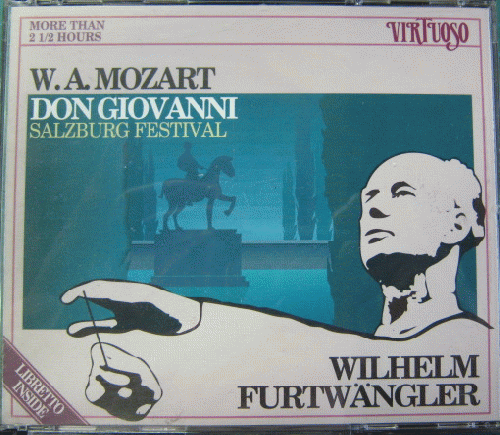 MORE THAN
2 1/2 HOURS
VIRTUOSO
W. A. MOZART
DON GIOVANNI
SALZBURG FESTIVAL
LIBRETTO
INSIDE
WILHELM
FURTWÄNGLER